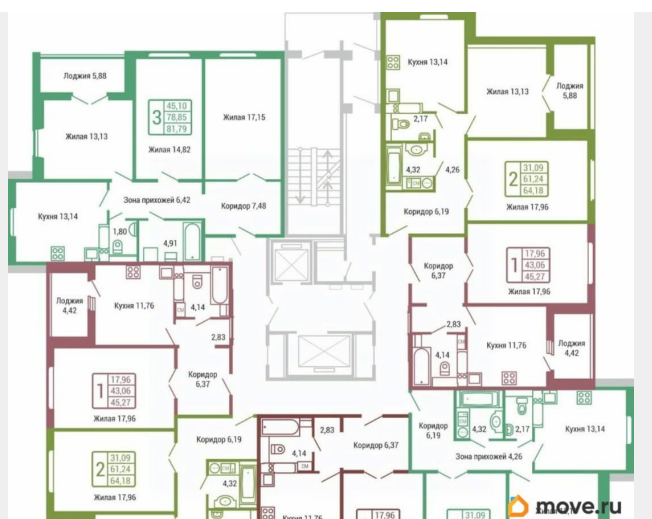 Лоджия 5,88
3
45,10
78,85
81,79
Жилая 17,15
Жилая 13,13
Жилая 14,82
Зона прихожей 6,42
Коридор 7,48
Кухня 13,14
1,80
4,91
Кухня 13,14
Жилая 13,13
Лоджия
5,88
2,17
4,32
4,26
2
31,09
61,24
64,18
Жилая 17,96
Коридор 6,19
Лоджия
4,42
Кухня 11,76
4,14
2,83
СМ
1
17,96
43,06
45,27
Жилая 17,96
Коридор
6,37
Коридор
6,37
1
17,96
43,06
45,27
Жилая 17,96
2,83
4,14
СМ
Кухня 11,76
Лоджия
4,42
2
31,09
61,24
64,18
Жилая 17,96
Коридор 6,19
4,32
2,83
4,14
СМ
Коридор 6,37
Кухня 11,76
17,96
Коридор
6,19
4,32
2,17
Кухня 13,14
Зона прихожей 4,26
31,09
move.ru